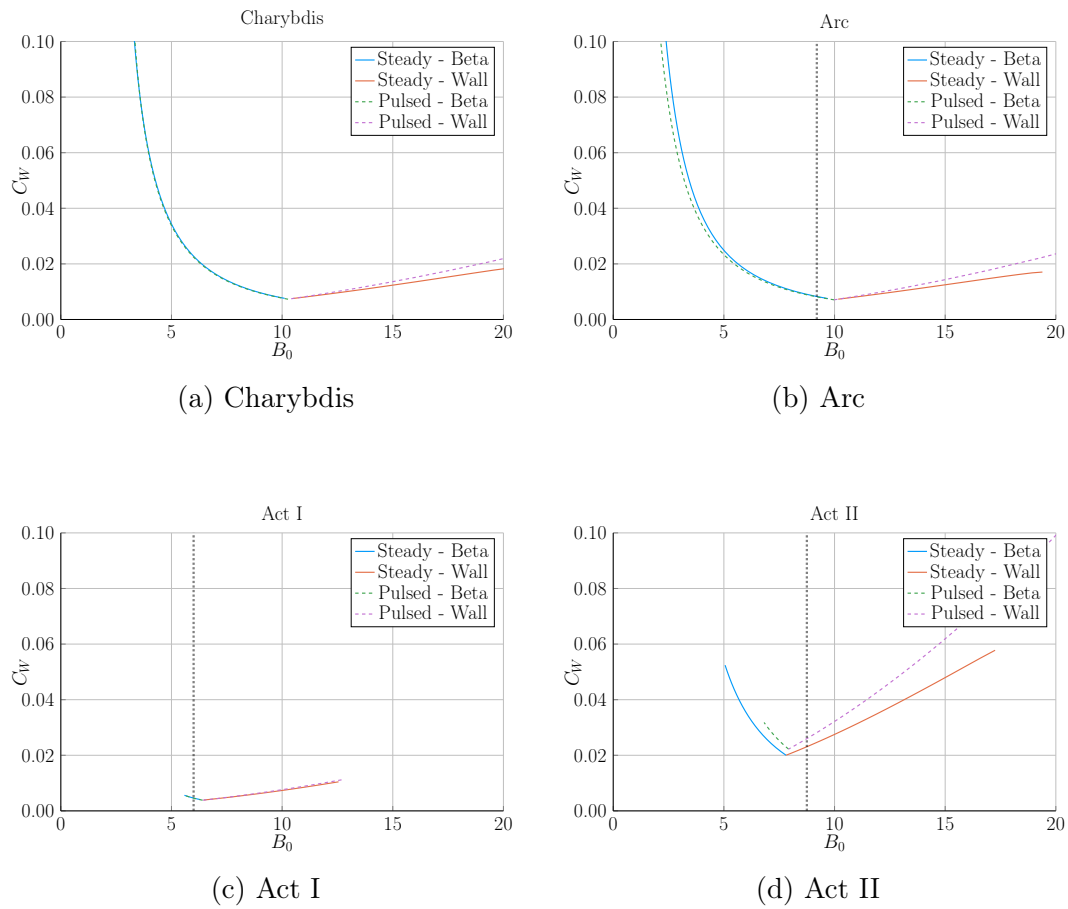 Charybdis
0.10
0.08
0.06
0.04
0.02
0.00
C_W
0
5
10
15
20
B_0
Steady - Beta
Steady - Wall
Pulsed - Beta
Pulsed - Wall
(a) Charybdis
Arc
0.10
0.08
0.06
0.04
0.02
0.00
C_W
0
5
10
15
20
B_0
Steady - Beta
Steady - Wall
Pulsed - Beta
Pulsed - Wall
(b) Arc
Act I
0.10
0.08
0.06
0.04
0.02
0.00
C_W
0
5
10
15
20
B_0
Steady - Beta
Steady - Wall
Pulsed - Beta
Pulsed - Wall
(c) Act I
Act II
0.10
0.08
0.06
0.04
0.02
0.00
C_W
0
5
10
15
20
B_0
Steady - Beta
Steady - Wall
Pulsed - Beta
Pulsed - Wall
(d) Act II